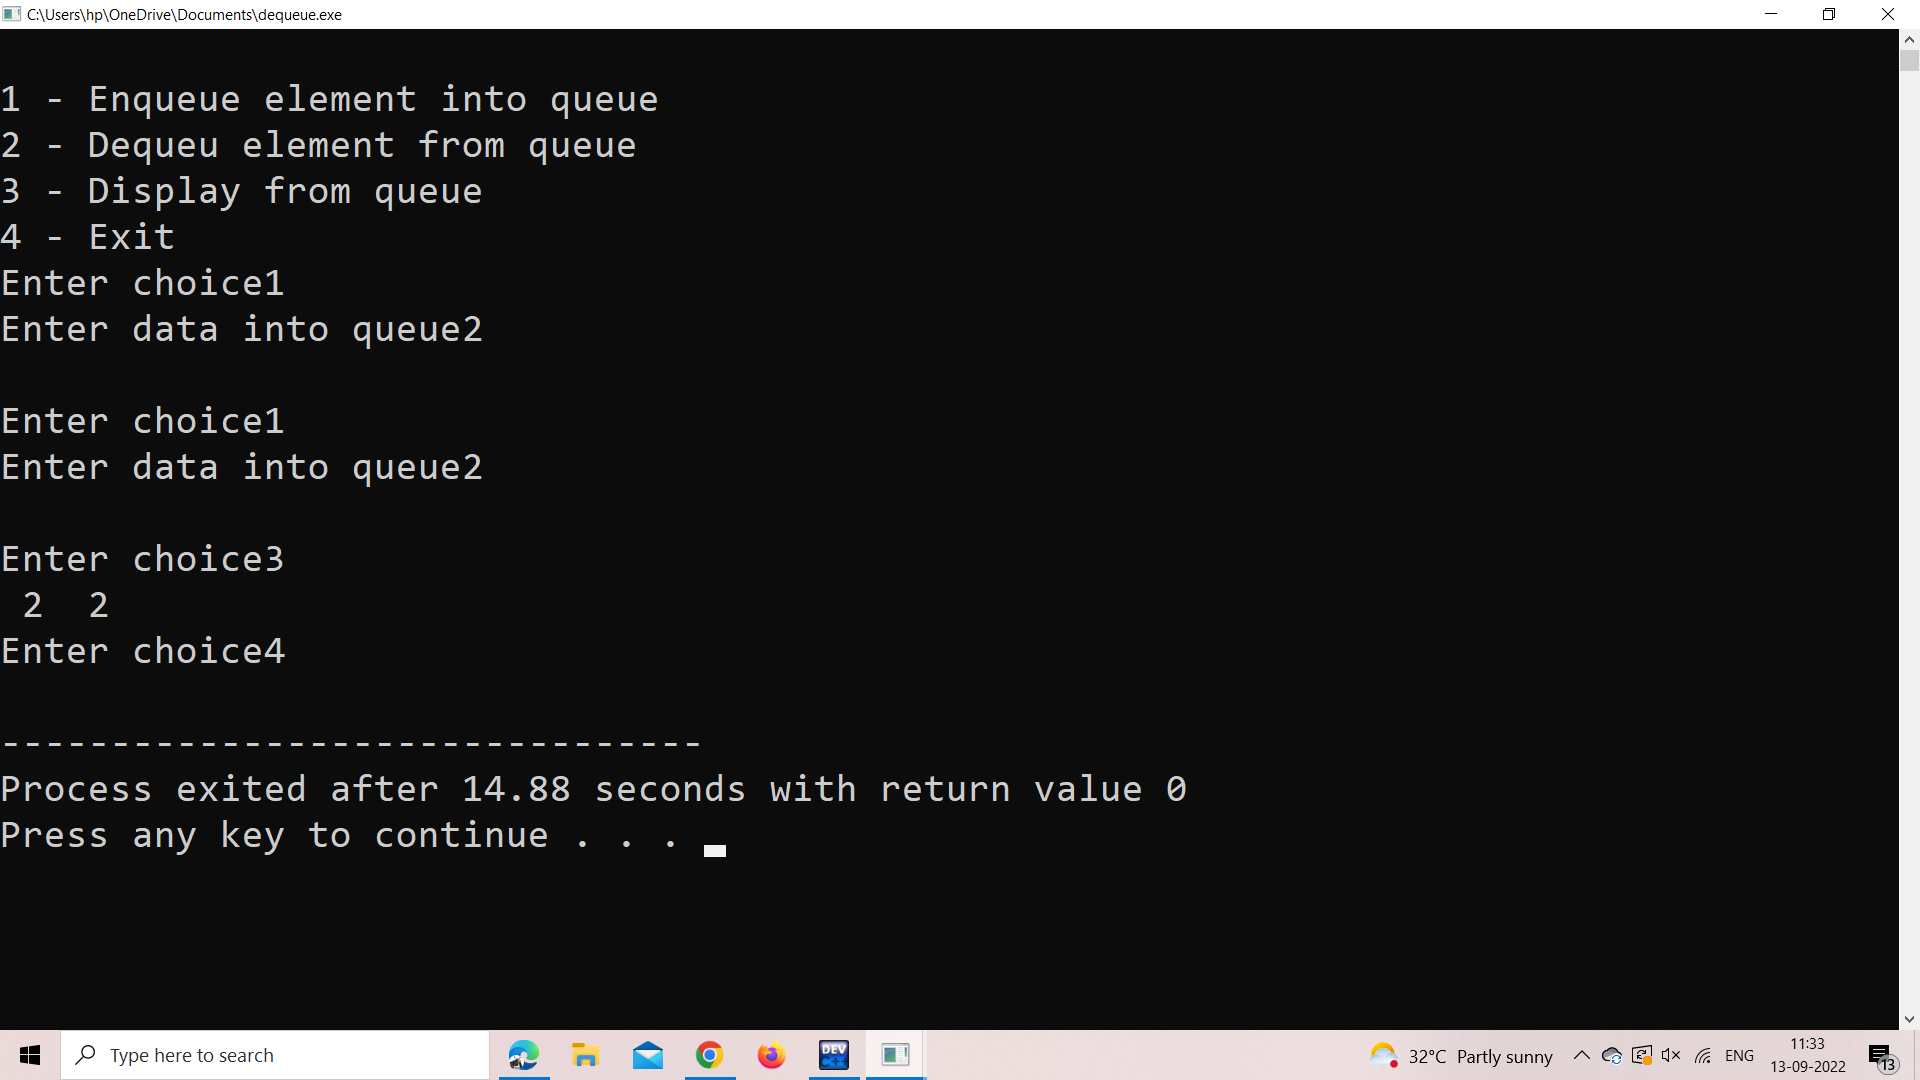 C:\Users\hp\OneDrive\Documents\dequeue.exe
1 - Enqueue element into queue
2 - Dequeu element from queue
3 - Display from queue
4 - Exit
Enter choice1
Enter data into queue2
Enter choice1
Enter data into queue2
Enter choice3
2 2
Enter choice4
--------------------------------
Process exited after 14.88 seconds with return value 0
Press any key to continue . . .
Type here to search
DEV C++
32°C Partly sunny
ENG
11:33
13-09-2022
13